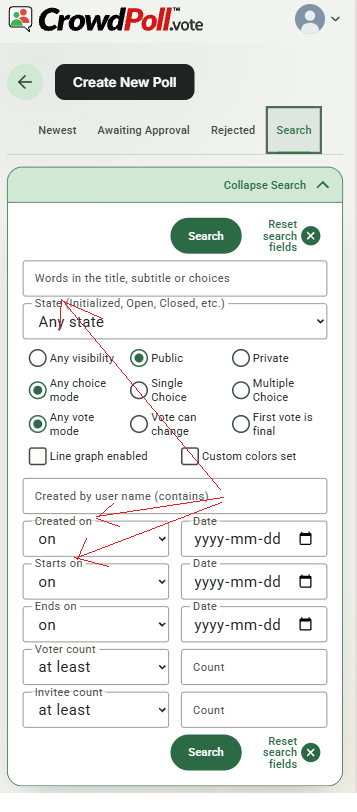 CrowdPoll™.vote
Create New Poll
Newest Awaiting Approval Rejected Search
Collapse Search
Search Reset search fields
Words in the title, subtitle or choices
State (Initialized, Open, Closed, etc.)
Any state
Any visibility Public Private
Any choice mode Single Choice Multiple Choice
Any vote mode Vote can change First vote is final
Line graph enabled Custom colors set
Created by user name (contains)
Created on Date
on yyyy-mm-dd
Starts on Date
on yyyy-mm-dd
Ends on Date
on yyyy-mm-dd
Voter count
at least Count
Invitee count
at least Count
Search Reset search fields